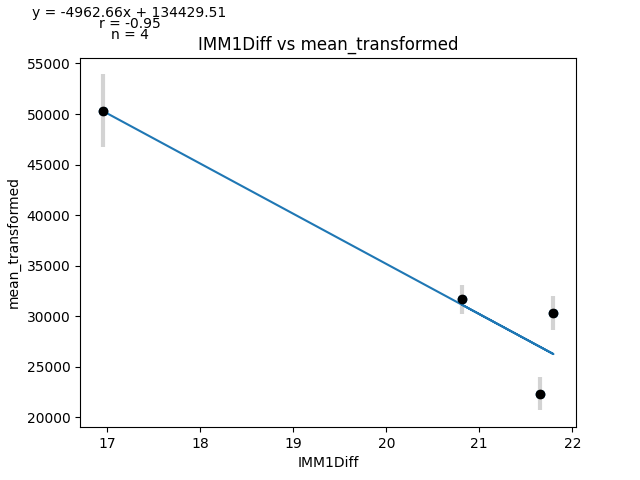 y = -4962.66x + 134429.51
r = -0.95
n = 4
IMM1Diff vs mean_transformed
55000
50000
45000
40000
35000
30000
25000
20000
mean_transformed
17 18 19 20 21 22
IMM1Diff